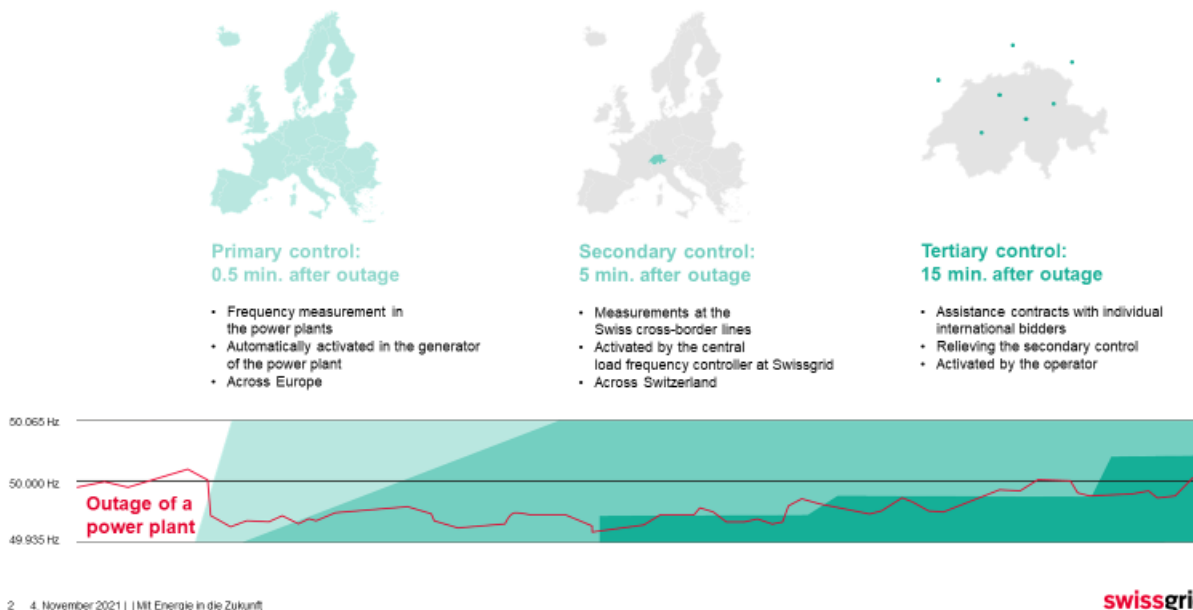 Primary control:
0.5 min. after outage
• Frequency measurement in
the power plants
• Automatically activated in the generator
of the power plant
• Across Europe
Secondary control:
5 min. after outage
• Measurements at the
Swiss cross-border lines
• Activated by the central
load frequency controller at Swissgrid
• Across Switzerland
Tertiary control:
15 min. after outage
• Assistance contracts with individual
international bidders
• Relieving the secondary control
• Activated by the operator
50.065 Hz
50.000 Hz
Outage of a
power plant
49.935 Hz
2 4. November 2021 | | Mit Energie in die Zukunft
swissgri